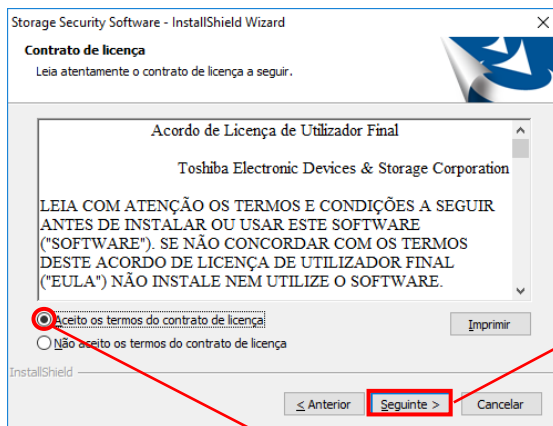 Storage Security Software - InstallShield Wizard
Contrato de licença
Leia atentamente o contrato de licença a seguir.
Acordo de Licença de Utilizador Final
Toshiba Electronic Devices & Storage Corporation
LEIA COM ATENÇÃO OS TERMOS E CONDIÇÕES A SEGUIR
ANTES DE INSTALAR OU USAR ESTE SOFTWARE
("SOFTWARE"). SE NÃO CONCORDAR COM OS TERMOS
DESTE ACORDO DE LICENÇA DE UTILIZADOR FINAL
("EULA") NÃO INSTALE NEM UTILIZE O SOFTWARE.
Aceito os termos do contrato de licença
Imprimir
Não aceito os termos do contrato de licença
InstallShield
< Anterior Seguinte > Cancelar